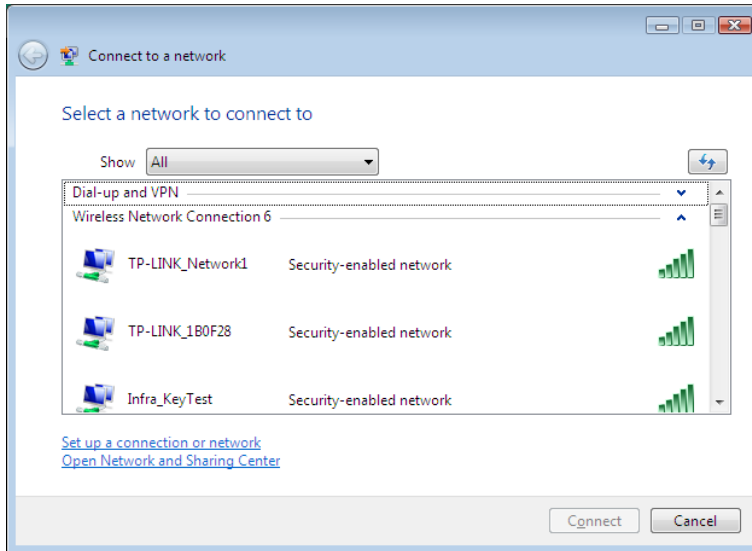 Connect to a network
Select a network to connect to
Show All
Dial-up and VPN
Wireless Network Connection 6
TP-LINK_Network1 Security-enabled network
TP-LINK_1B0F28 Security-enabled network
Infra_KeyTest Security-enabled network
Set up a connection or network
Open Network and Sharing Center
Connect Cancel